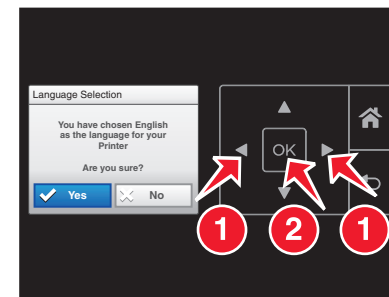 Language Selection
You have chosen English
as the language for your
Printer
Are you sure?
Yes
No
OK
1
2
1